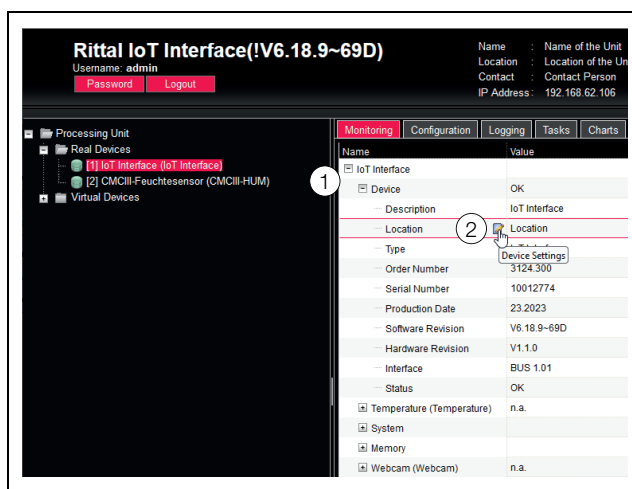 Rittal IoT Interface(!V6.18.9~69D)
Username: admin
Password Logout
Name : Name of the Unit
Location : Location of the Un
Contact : Contact Person
IP Address : 192.168.62.106
Processing Unit
Real Devices
[1] IoT Interface (IoT Interface)
[2] CMCIII-Feuchtesensor (CMCIII-HUM)
Virtual Devices
Monitoring Configuration Logging Tasks Charts
Name Value
IoT Interface
1
Device OK
Description IoT Interface
Location 2 Location
Type
Device Settings
Order Number 3124.300
Serial Number 10012774
Production Date 23.2023
Software Revision V6.18.9~69D
Hardware Revision V1.1.0
Interface BUS 1.01
Status OK
Temperature (Temperature) n.a.
System
Memory
Webcam (Webcam) n.a.